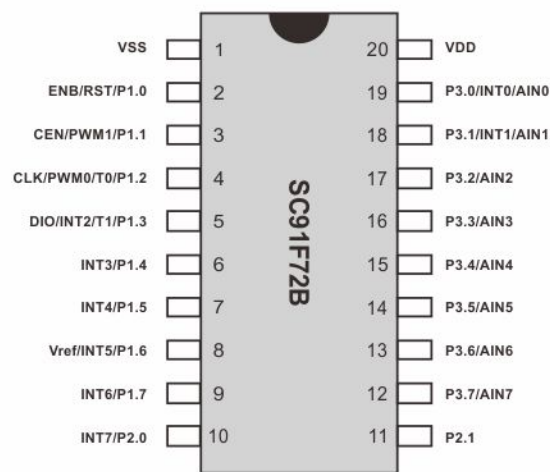 VSS 1 20 VDD
ENB/RST/P1.0 2 19 P3.0/INT0/AIN0
CEN/PWM1/P1.1 3 18 P3.1/INT1/AIN1
CLK/PWM0/T0/P1.2 4 17 P3.2/AIN2
DIO/INT2/T1/P1.3 5 16 P3.3/AIN3
INT3/P1.4 6 15 P3.4/AIN4
INT4/P1.5 7 14 P3.5/AIN5
Vref/INT5/P1.6 8 13 P3.6/AIN6
INT6/P1.7 9 12 P3.7/AIN7
INT7/P2.0 10 11 P2.1
SC91F72B